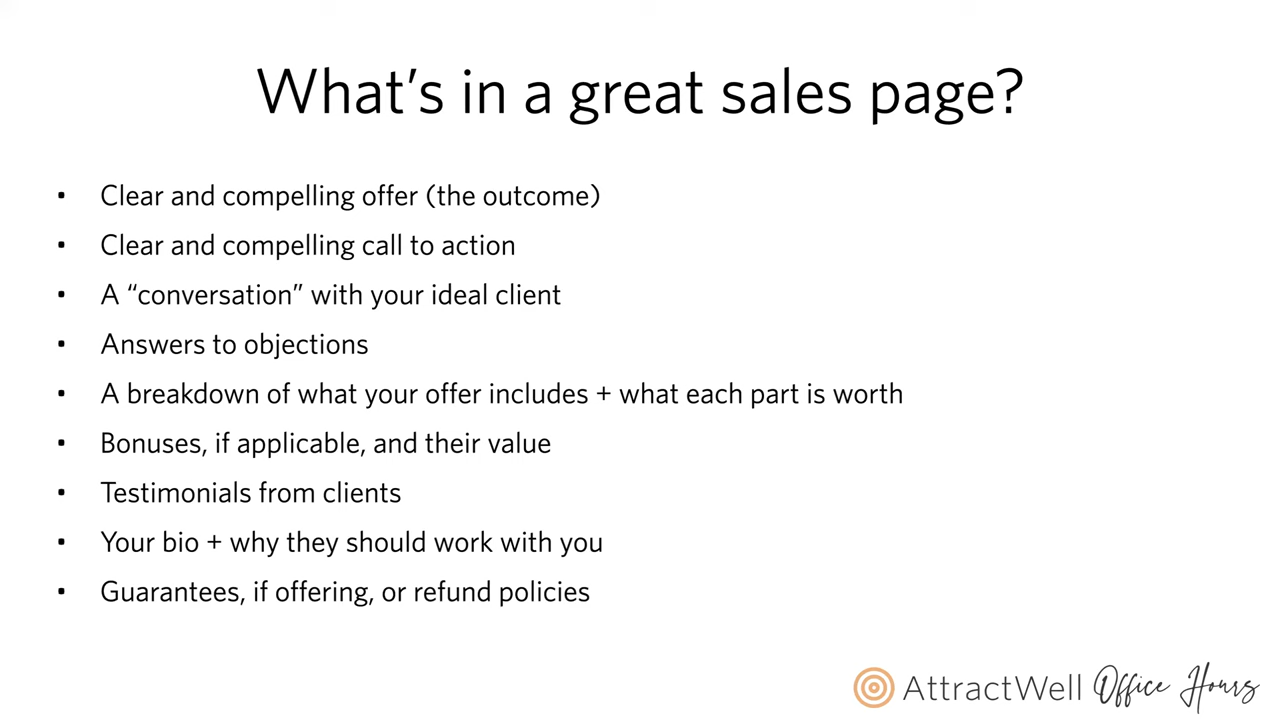 What’s in a great sales page?
• Clear and compelling offer (the outcome)
• Clear and compelling call to action
• A “conversation” with your ideal client
• Answers to objections
• A breakdown of what your offer includes + what each part is worth
• Bonuses, if applicable, and their value
• Testimonials from clients
• Your bio + why they should work with you
• Guarantees, if offering, or refund policies
AttractWell Office Hours